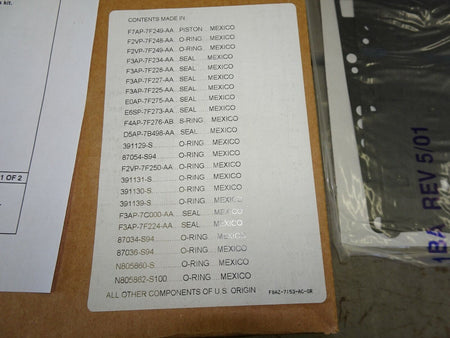 s kit.
1 OF 2
CONTENTS MADE IN
F7AP-7F249-AA..PISTON....MEXICO
F2VP-7F248-AA...O-RING....MEXICO
F2VP-7F249-AA...O-RING....MEXICO
F3AP-7F234-AA...SEAL......MEXICO
F3AP-7F228-AA...SEAL......MEXICO
F3AP-7F227-AA...SEAL......MEXICO
F3AP-7F225-AA...SEAL......MEXICO
E0AP-7F275-AA...SEAL......MEXICO
E6SP-7F273-AA...SEAL......MEXICO
F4AP-7F276-AB...S-RING....MEXICO
D5AP-7B498-AA...SEAL......MEXICO
391129-S...........O-RING....MEXICO
87054-S94.........O-RING....MEXICO
F2VP-7F250-AA...O-RING....MEXICO
391131-S...........O-RING....MEXICO
391130-S...........O-RING....MEXICO
391139-S...........O-RING....MEXICO
F3AP-7C000-AA...SEAL......MEXICO
F3AP-7F224-AA...SEAL......MEXICO
87034-S94.........O-RING....MEXICO
87036-S94.........O-RING....MEXICO
N805860-S........O-RING....MEXICO
N805862-S100....O-RING....MEXICO
ALL OTHER COMPONENTS OF U.S. ORIGIN
1BA REV 5/01